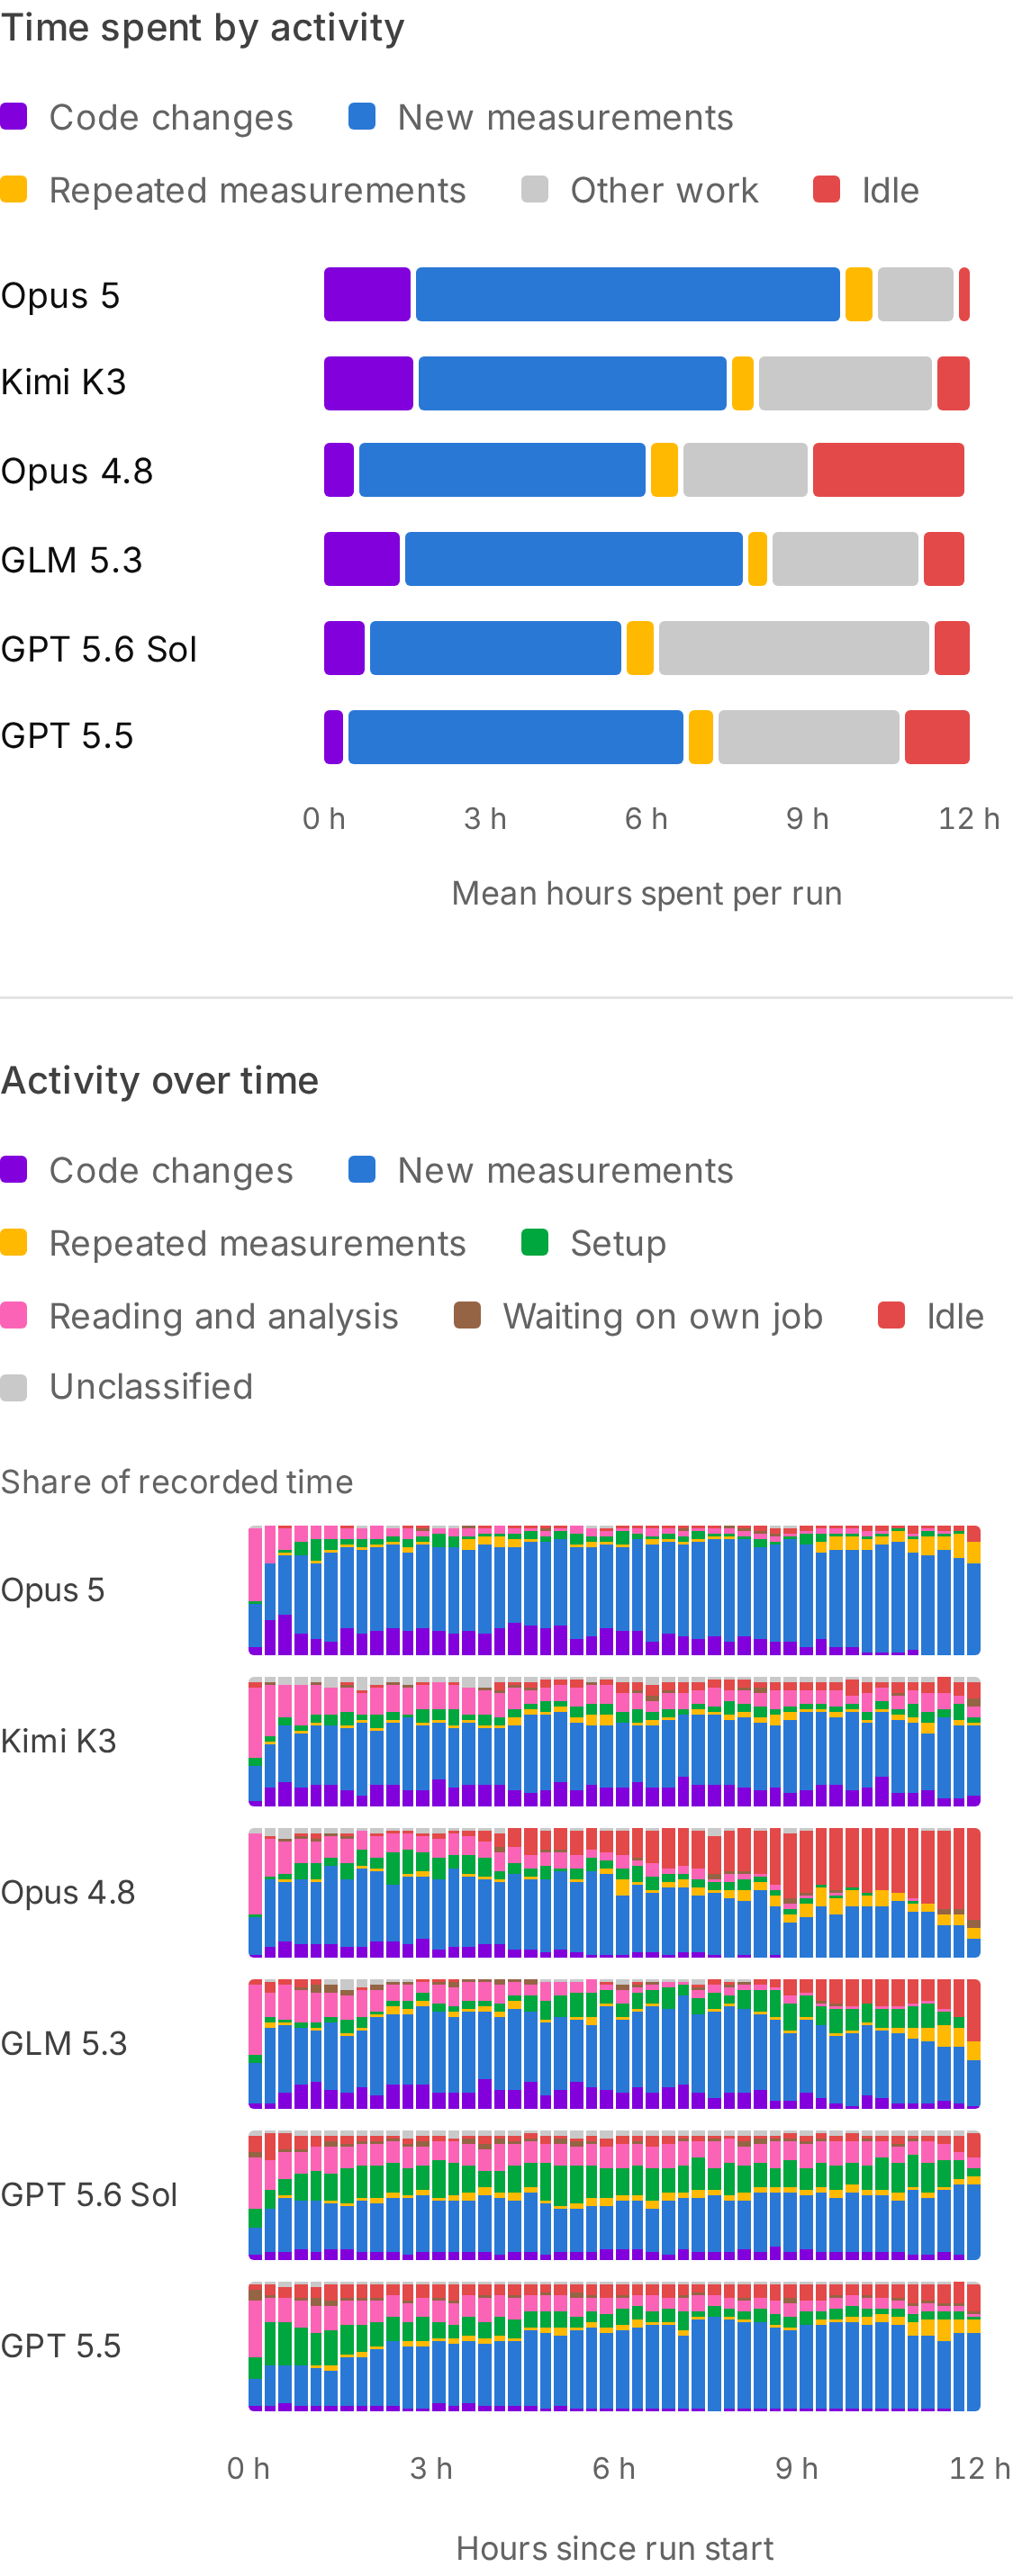 Time spent by activity
Code changes New measurements
Repeated measurements Other work Idle
Opus 5
Kimi K3
Opus 4.8
GLM 5.3
GPT 5.6 Sol
GPT 5.5
0 h 3 h 6 h 9 h 12 h
Mean hours spent per run
Activity over time
Code changes New measurements
Repeated measurements Setup
Reading and analysis Waiting on own job Idle
Unclassified
Share of recorded time
Opus 5
Kimi K3
Opus 4.8
GLM 5.3
GPT 5.6 Sol
GPT 5.5
0 h 3 h 6 h 9 h 12 h
Hours since run start